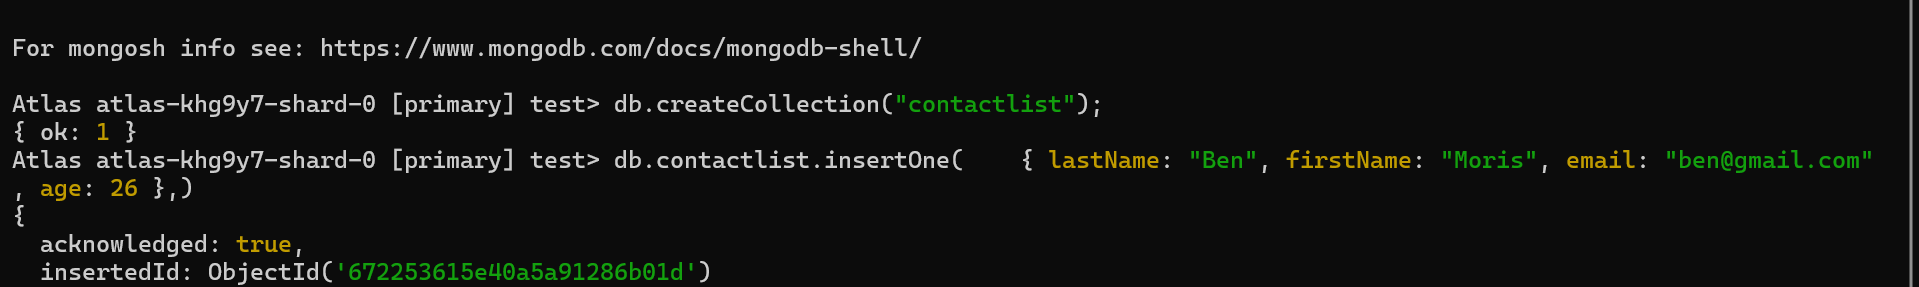 For mongosh info see: https://www.mongodb.com/docs/mongodb-shell/
Atlas atlas-khg9y7-shard-0 [primary] test> db.createCollection("contactlist");
{ ok: 1 }
Atlas atlas-khg9y7-shard-0 [primary] test> db.contactlist.insertOne(    { lastName: "Ben", firstName: "Moris", email: "ben@gmail.com"
, age: 26 },)
{
  acknowledged: true,
  insertedId: ObjectId('672253615e40a5a91286b01d')